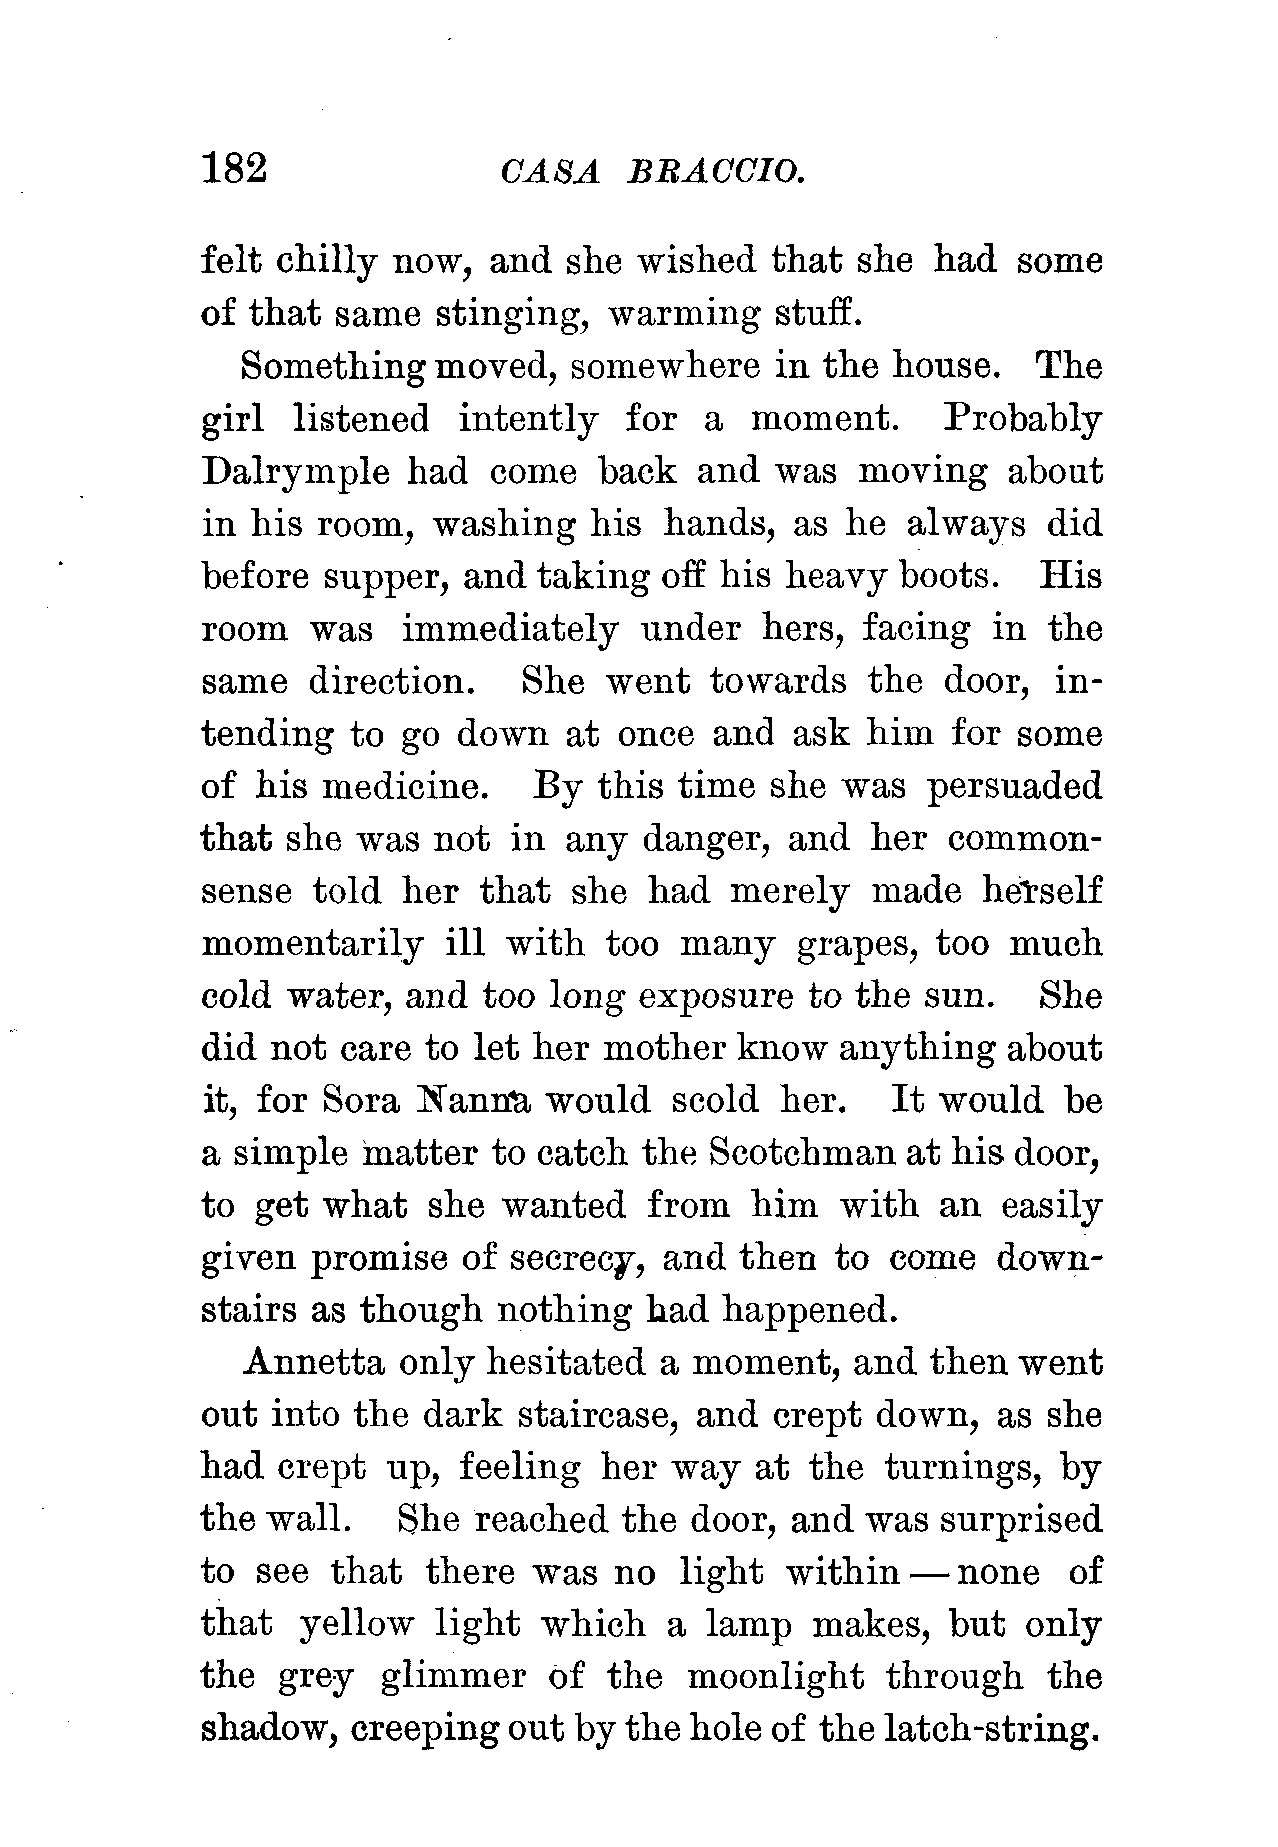 182 CASA BRACCIO.
felt chilly now, and she wished that she had some
of that same stinging, warming stuff.
Something moved, somewhere in the house. The
girl listened intently for a moment. Probably
Dalrymple had come back and was moving about
in his room, washing his hands, as he always did
before supper, and taking off his heavy boots. His
room was immediately under hers, facing in the
same direction. She went towards the door, in-
tending to go down at once and ask him for some
of his medicine. By this time she was persuaded
that she was not in any danger, and her common-
sense told her that she had merely made herself
momentarily ill with too many grapes, too much
cold water, and too long exposure to the sun. She
did not care to let her mother know anything about
it, for Sora Nanna would scold her. It would be
a simple matter to catch the Scotchman at his door,
to get what she wanted from him with an easily
given promise of secrecy, and then to come down-
stairs as though nothing had happened.
Annetta only hesitated a moment, and then went
out into the dark staircase, and crept down, as she
had crept up, feeling her way at the turnings, by
the wall. She reached the door, and was surprised
to see that there was no light within — none of
that yellow light which a lamp makes, but only
the grey glimmer of the moonlight through the
shadow, creeping out by the hole of the latch-string.